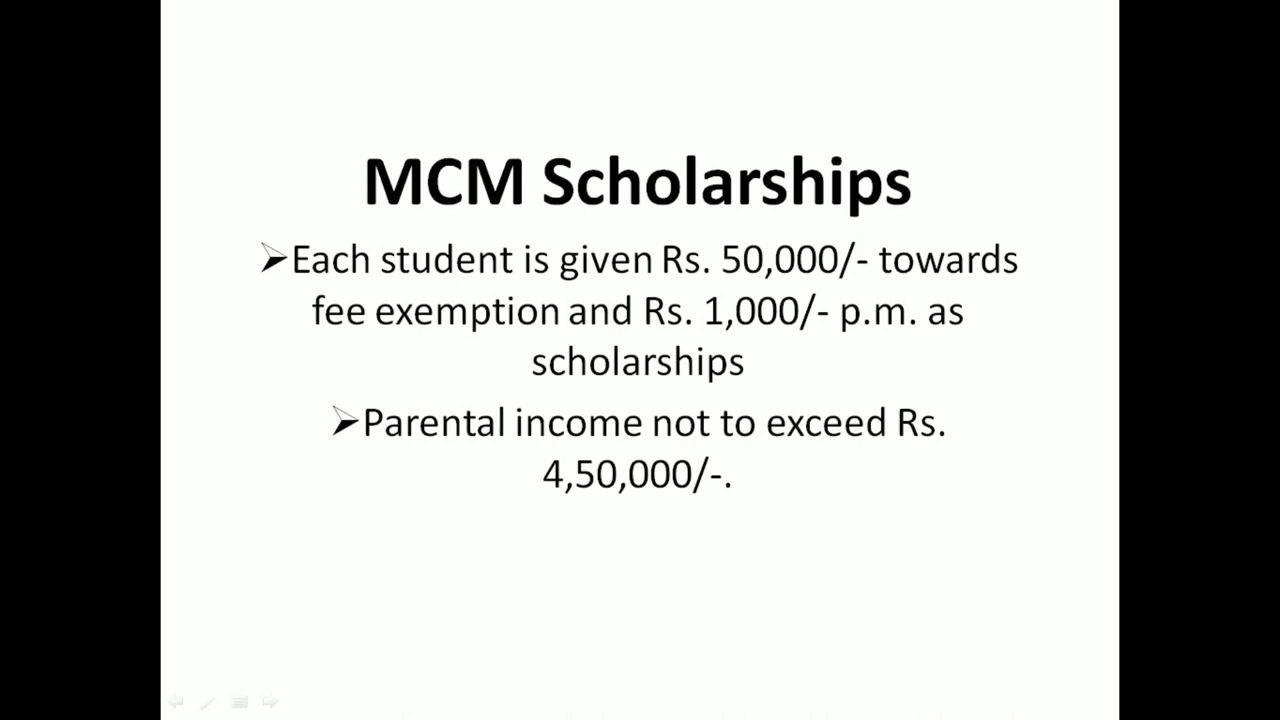 MCM Scholarships
➢Each student is given Rs. 50,000/- towards
fee exemption and Rs. 1,000/- p.m. as
scholarships
➢Parental income not to exceed Rs.
4,50,000/-.